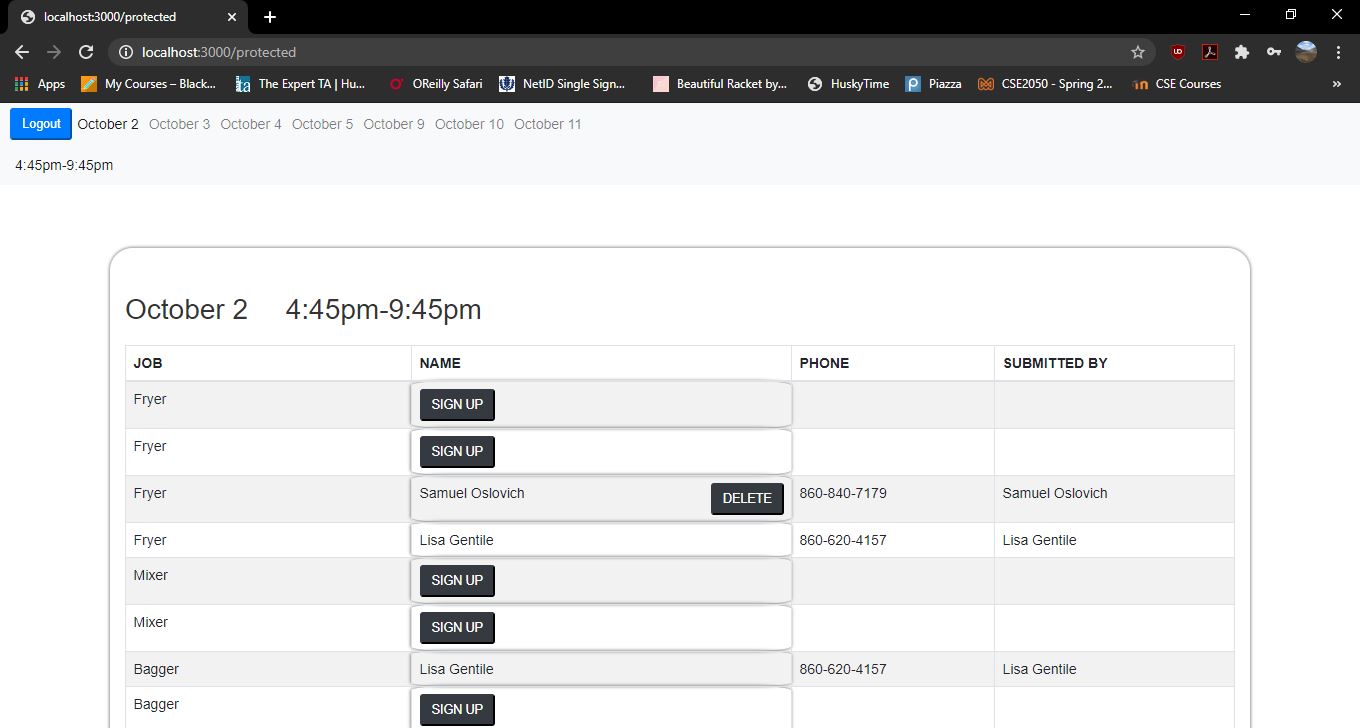 localhost:3000/protected
localhost:3000/protected
Apps My Courses – Black... The Expert TA | Hu... OReilly Safari NetID Single Sign... Beautiful Racket by... HuskyTime Piazza CSE2050 - Spring 2... CSE Courses »
Logout October 2 October 3 October 4 October 5 October 9 October 10 October 11
4:45pm-9:45pm
October 2 4:45pm-9:45pm
JOB NAME PHONE SUBMITTED BY
Fryer SIGN UP
Fryer SIGN UP
Fryer Samuel Oslovich DELETE 860-840-7179 Samuel Oslovich
Fryer Lisa Gentile 860-620-4157 Lisa Gentile
Mixer SIGN UP
Mixer SIGN UP
Bagger Lisa Gentile 860-620-4157 Lisa Gentile
Bagger SIGN UP